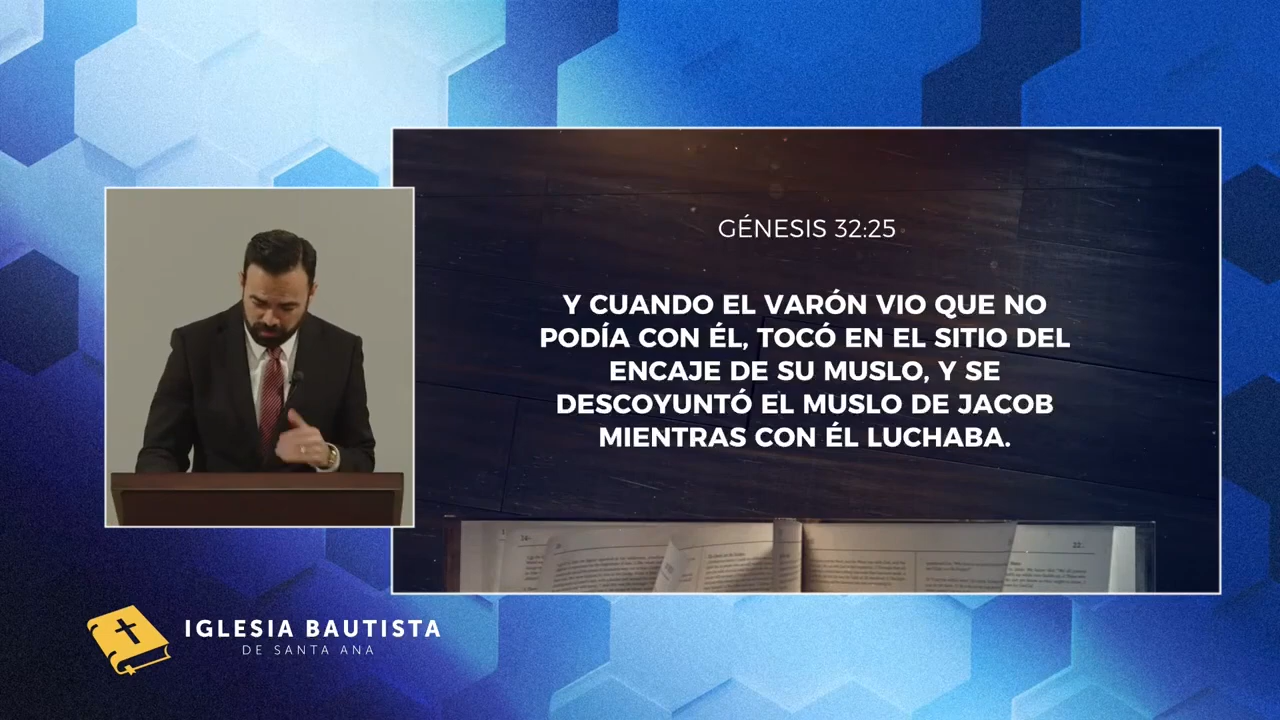 GÉNESIS 32:25
Y CUANDO EL VARÓN VIO QUE NO
PODÍA CON ÉL, TOCÓ EN EL SITIO DEL
ENCAJE DE SU MUSLO, Y SE
DESCOYUNTÓ EL MUSLO DE JACOB
MIENTRAS CON ÉL LUCHABA.
IGLESIA BAUTISTA
DE SANTA ANA